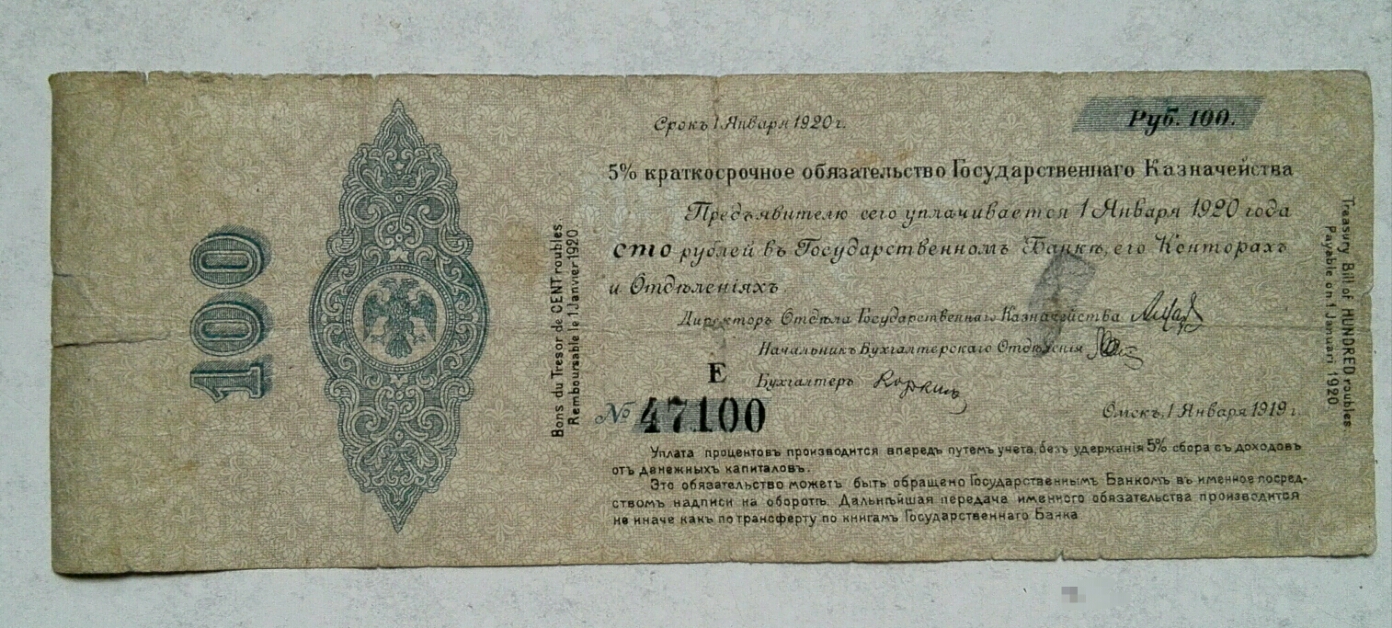 100
Bons du Tresor de CENT roubles
Remboursable le 1 Janvier 1920.
Срокъ 1 Января 1920 г.
Руб. 100.
5% краткосрочное обязательство Государственнаго Казначейства
Предъявителю сего уплачивается 1 Января 1920 года
сто рублей въ Государственномъ Банкѣ, его Конторахъ
и Отдѣленіяхъ
Директоръ Отдѣла Государственнаго Казначейства
Начальникъ Бухгалтерскаго Отдѣленія
Е
Бухгалтеръ
№ 47100
Омскъ, 1 Января 1919 г.
Уплата процентовъ производится впередъ путемъ учета, безъ удержанія 5% сбора съ доходовъ
отъ денежныхъ капиталовъ.
Это обязательство можетъ быть обращено Государственнымъ Банкомъ въ именное посред-
ствомъ надписи на оборотѣ. Дальнѣйшая передача именного обязательства производится
не иначе какъ по трансферту по книгамъ Государственнаго Банка
Treasury Bill of HUNDRED roubles
Payable on 1 Januari 1920.